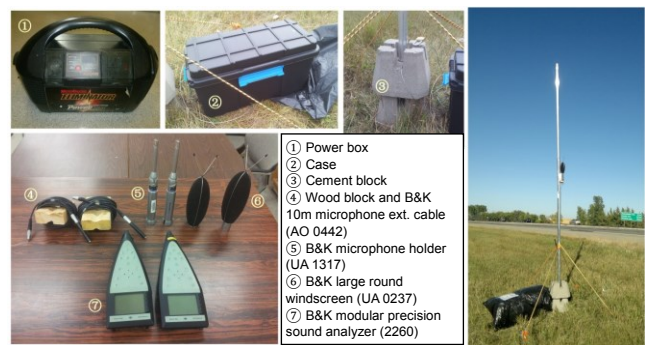 ①
ELIMINATOR
②
③
④
⑤
⑥
⑦
① Power box
② Case
③ Cement block
④ Wood block and B&K
10m microphone ext. cable
(AO 0442)
⑤ B&K microphone holder
(UA 1317)
⑥ B&K large round
windscreen (UA 0237)
⑦ B&K modular precision
sound analyzer (2260)